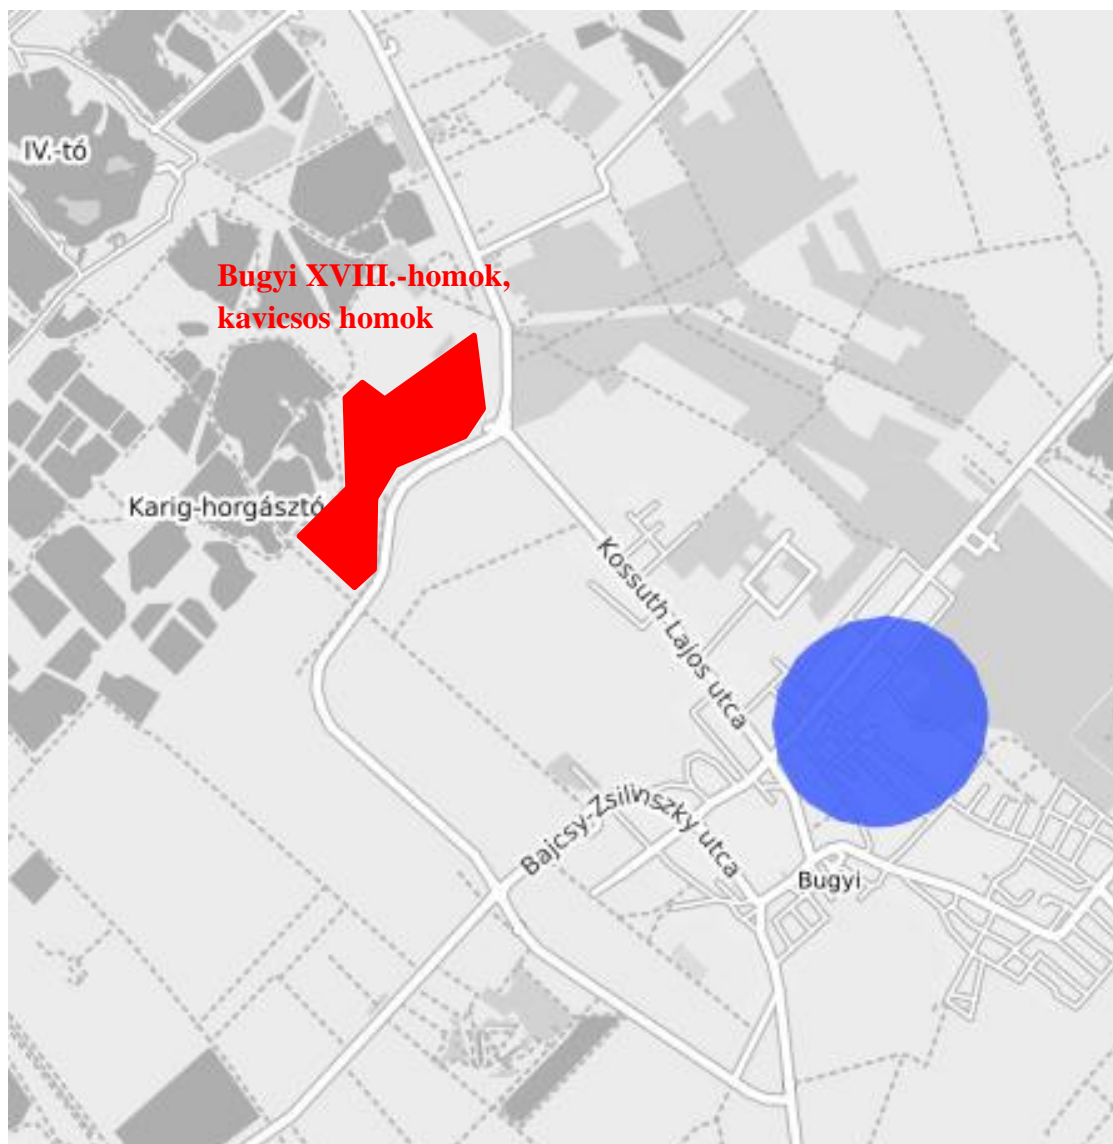 IV.-tó
Bugyi XVIII.-homok,
kavicsos homok
Karig-horgásztó
Kossuth Lajos utca
Bajcsy-Zsilinszky utca
Bugyi